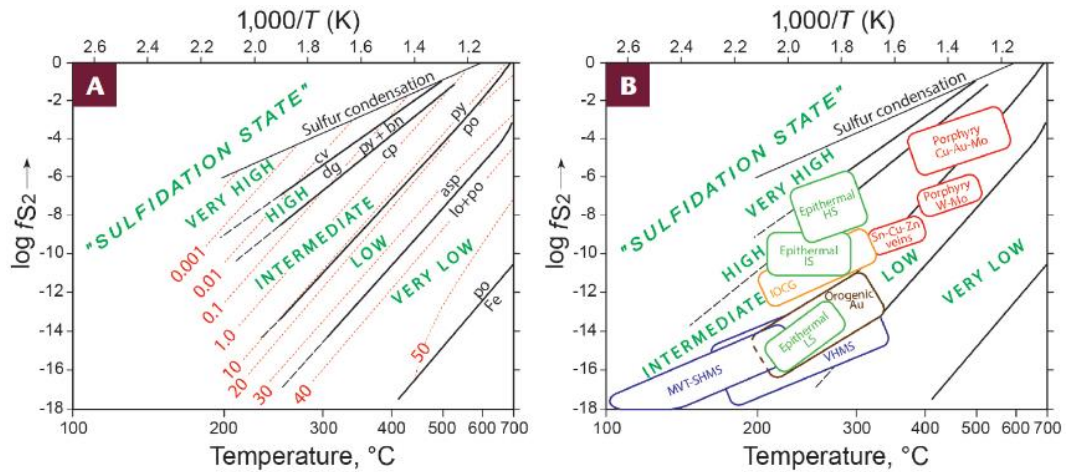 1,000/T (K)
2.6 2.4 2.2 2.0 1.8 1.6 1.4 1.2
A
0
-2
-4
-6
-8
-10
-12
-14
-16
-18
log fS2
"SULFIDATION STATE"
Sulfur condensation
VERY HIGH
HIGH
INTERMEDIATE
LOW
VERY LOW
cv
dg
py + bn
cp
py
po
asp
lo+po
po
Fe
0.001
0.01
0.1
1.0
10
20
30
40
50
100 200 300 400 500 600 700
Temperature, °C
1,000/T (K)
2.6 2.4 2.2 2.0 1.8 1.6 1.4 1.2
B
0
-2
-4
-6
-8
-10
-12
-14
-16
-18
log fS2
"SULFIDATION STATE"
Sulfur condensation
VERY HIGH
HIGH
INTERMEDIATE
LOW
VERY LOW
Porphyry
Cu-Au-Mo
Porphyry
W-Mo
Epithermal
HS
Sn-Cu-Zn
veins
Epithermal
IS
IOCG
Orogenic
Au
Epithermal
LS
VHMS
MVT-SHMS
100 200 300 400 500 600 700
Temperature, °C